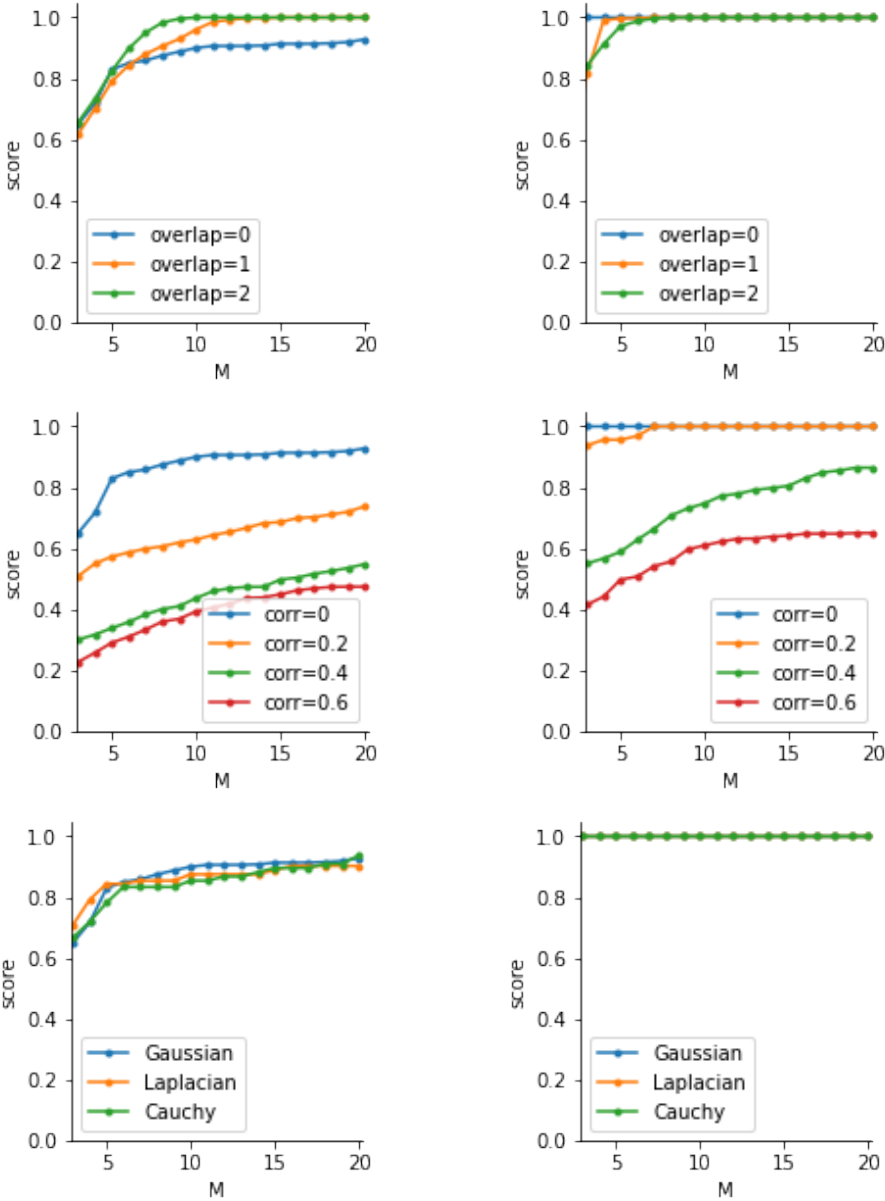 1.0
0.8
0.6
0.4
0.2
0.0
score
5
10
15
20
M
overlap=0
overlap=1
overlap=2
1.0
0.8
0.6
0.4
0.2
0.0
score
5
10
15
20
M
overlap=0
overlap=1
overlap=2
1.0
0.8
0.6
0.4
0.2
0.0
score
5
10
15
20
M
corr=0
corr=0.2
corr=0.4
corr=0.6
1.0
0.8
0.6
0.4
0.2
0.0
score
5
10
15
20
M
corr=0
corr=0.2
corr=0.4
corr=0.6
1.0
0.8
0.6
0.4
0.2
0.0
score
5
10
15
20
M
Gaussian
Laplacian
Cauchy
1.0
0.8
0.6
0.4
0.2
0.0
score
5
10
15
20
M
Gaussian
Laplacian
Cauchy